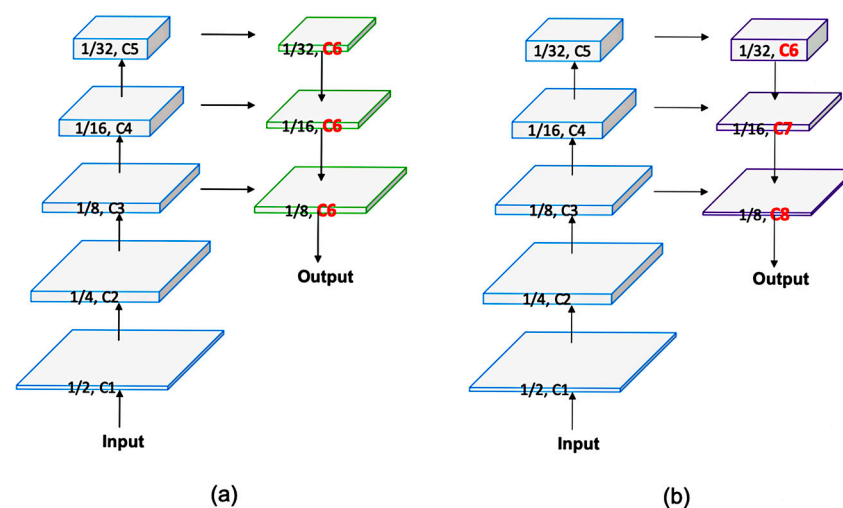 1/32, C5
1/32, C6
1/16, C4
1/16, C6
1/8, C3
1/8, C6
Output
1/4, C2
1/2, C1
Input
(a)
1/32, C5
1/32, C6
1/16, C4
1/16, C7
1/8, C3
1/8, C8
Output
1/4, C2
1/2, C1
Input
(b)